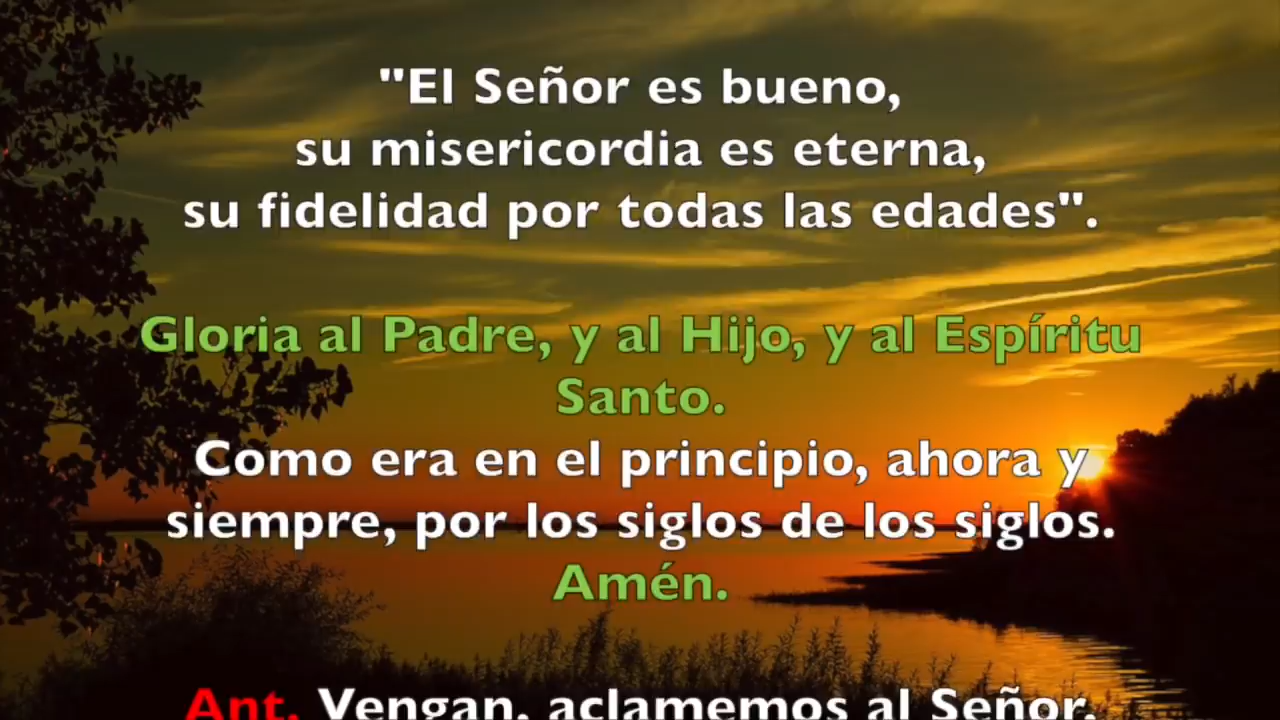 "El Señor es bueno,
su misericordia es eterna,
su fidelidad por todas las edades".
Gloria al Padre, y al Hijo, y al Espíritu
Santo.
Como era en el principio, ahora y
siempre, por los siglos de los siglos.
Amén.
Ant. Vengan, aclamemos al Señor,